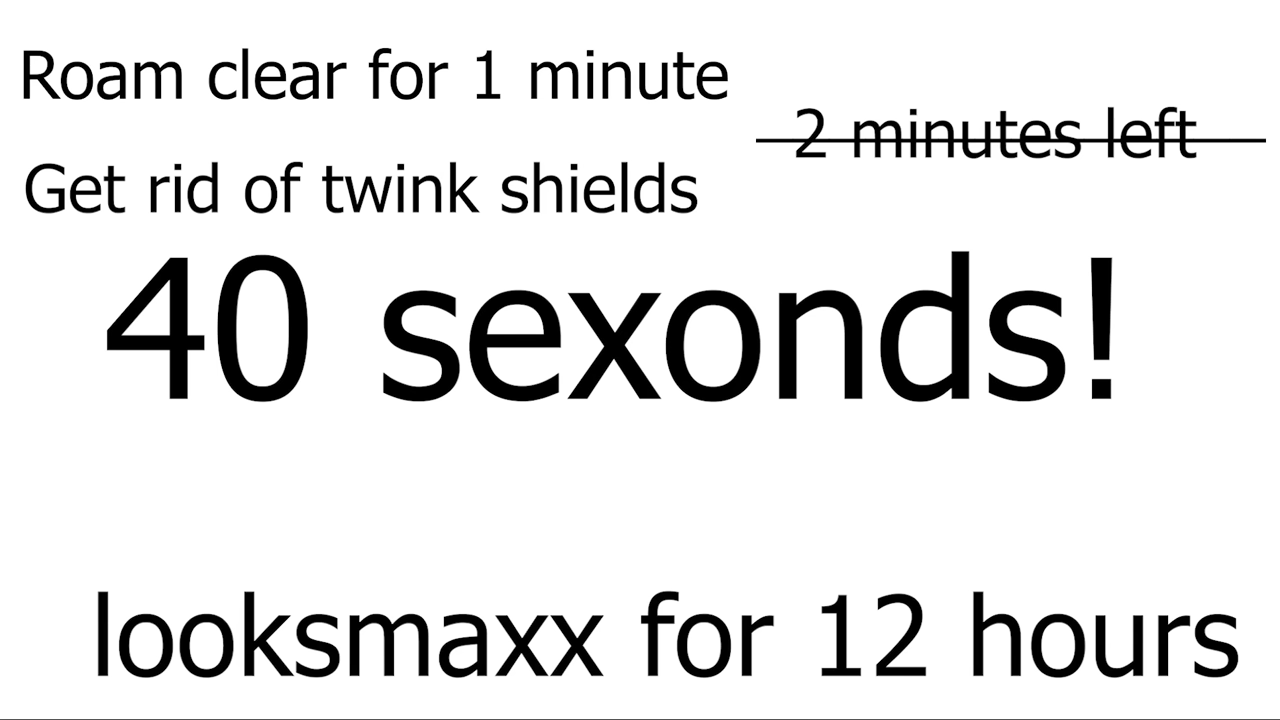 Roam clear for 1 minute
2 minutes left
Get rid of twink shields
40 sexonds!
looksmaxx for 12 hours